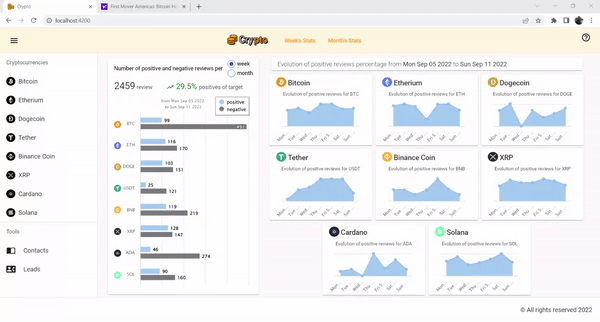 Crypto
First Mover Americas: Bitcoin H
localhost:4200
Crypto
Week's Stats
Month's Stats
Cryptocurrencies
Bitcoin
Etherium
Dogecoin
Tether
Binance Coin
XRP
Cardano
Solana
Tools
Contacts
Leads
Number of positive and negative reviews per
week
month
2459 review
29.5% positives of target
from Mon Sep 05 2022
to Sun Sep 11 2022
positive
negative
BTC
99
ETH
116
170
DOGE
103
151
USDT
25
121
BNB
119
219
XRP
128
147
ADA
46
274
SOL
90
160
Evolution of positive reviews percentage from Mon Sep 05 2022 to Sun Sep 11 2022
Bitcoin
Evolution of positive reviews for BTC
Mon
Tue
Wed
Thu
Fri
Sat
Sun
Etherium
Evolution of positive reviews for ETH
Mon
Tue
Wed
Thu
Fri
Sat
Sun
Dogecoin
Evolution of positive reviews for DOGE
Mon
Tue
Wed
Thu
Fri
Sat
Sun
Tether
Evolution of positive reviews for USDT
Mon
Tue
Wed
Thu
Fri S
Sat
Sun
Binance Coin
Evolution of positive reviews for BNB
Mon
Tue
Wed
Thu
Fri
Sat
Sun
XRP
Evolution of positive reviews for XRP
Mon
Tue
Wed
Thu
Fri S
Sat
Sun
Cardano
Evolution of positive reviews for ADA
Mon
Tue
Wed
Thu
Fri S
Sat
Sun
Solana
Evolution of positive reviews for SOL
Mon
Tue
Wed
Thu
Fri S
Sat
Sun
© All rights reserved 2022